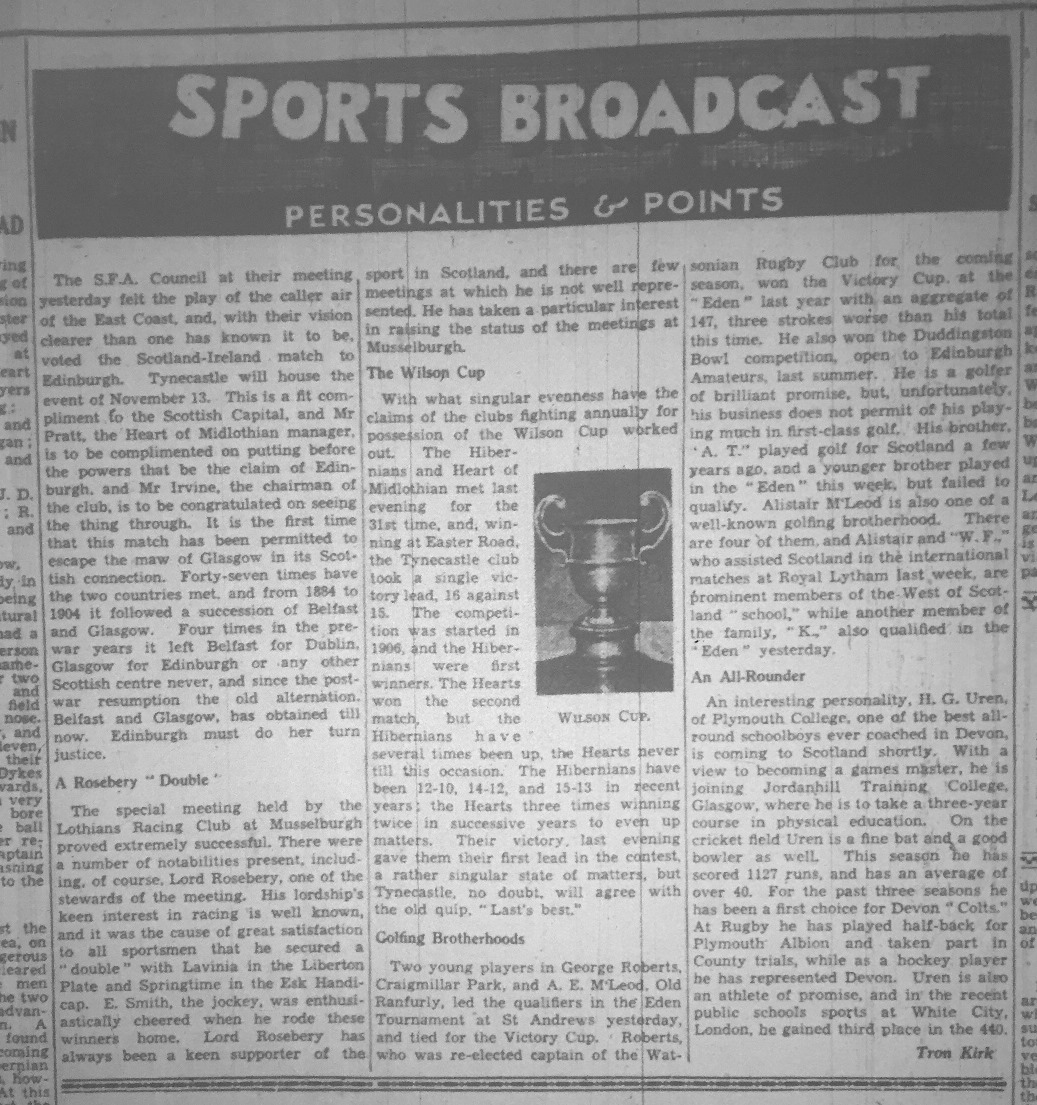 SPORTS BROADCAST
PERSONALITIES & POINTS
The S.F.A. Council at their meeting
yesterday felt the play of the caller air
of the East Coast, and, with their vision
clearer than one has known it to be,
voted the Scotland-Ireland match to
Edinburgh. Tynecastle will house the
event of November 13. This is a fit com-
pliment to the Scottish Capital, and Mr
Pratt, the Heart of Midlothian manager,
is to be complimented on putting before
the powers that be the claim of Edin-
burgh, and Mr Irvine, the chairman of
the club, is to be congratulated on seeing
the thing through. It is the first time
that this match has been permitted to
escape the maw of Glasgow in its Scot-
tish connection. Forty-seven times have
the two countries met, and from 1884 to
1904 it followed a succession of Belfast
and Glasgow. Four times in the pre-
war years it left Belfast for Dublin,
Glasgow for Edinburgh or any other
Scottish centre never, and since the post-
war resumption the old alternation,
Belfast and Glasgow, has obtained till
now. Edinburgh must do her turn
justice.
A Rosebery "Double"
The special meeting held by the
Lothians Racing Club at Musselburgh
proved extremely successful. There were
a number of notabilities present, includ-
ing, of course, Lord Rosebery, one of the
stewards of the meeting. His lordship's
keen interest in racing is well known,
and it was the cause of great satisfaction
to all sportsmen that he secured a
"double" with Lavinia in the Liberton
Plate and Springtime in the Esk Handi-
cap. E. Smith, the jockey, was enthusi-
astically cheered when he rode these
winners home. Lord Rosebery has
always been a keen supporter of the
sport in Scotland, and there are few
meetings at which he is not well repre-
sented. He has taken a particular interest
in raising the status of the meetings at
Musselburgh.
The Wilson Cup
With what singular evenness have the
claims of the clubs fighting annually for
possession of the Wilson Cup worked
out. The Hiber-
nians and Heart of
Midlothian met last
evening for the
31st time, and, win-
ning at Easter Road,
the Tynecastle club
took a single vic-
tory lead, 16 against
15. The competi-
tion was started in
1906, and the Hiber-
nians were first
winners. The Hearts
won the second
match, but the
Hibernians have
several times been up, the Hearts never
till this occasion. The Hibernians have
been 12-10, 14-12, and 15-13 in recent
years; the Hearts three times winning
twice in successive years to even up
matters. Their victory last evening
gave them their first lead in the contest,
a rather singular state of matters, but
Tynecastle, no doubt, will agree with
the old quip, "Last's best."
WILSON CUP.
Golfing Brotherhoods
Two young players in George Roberts,
Craigmillar Park, and A. E. M'Leod, Old
Ranfurly, led the qualifiers in the Eden
Tournament at St Andrews yesterday,
and tied for the Victory Cup. Roberts,
who was re-elected captain of the Wat-
sonian Rugby Club for the coming
season, won the Victory Cup at the
"Eden" last year with an aggregate of
147, three strokes worse than his total
this time. He also won the Duddingston
Bowl competition, open to Edinburgh
Amateurs, last summer. He is a golfer
of brilliant promise, but, unfortunately,
his business does not permit of his play-
ing much in first-class golf. His brother,
"A. T." played golf for Scotland a few
years ago, and a younger brother played
in the "Eden" this week, but failed to
qualify. Alistair M'Leod is also one of a
well-known golfing brotherhood. There
are four of them, and Alistair and "W. F.,"
who assisted Scotland in the international
matches at Royal Lytham last week, are
prominent members of the West of Scot-
land "school," while another member of
the family, "K.," also qualified in the
"Eden" yesterday.
An All-Rounder
An interesting personality, H. G. Uren,
of Plymouth College, one of the best all-
round schoolboys ever coached in Devon,
is coming to Scotland shortly. With a
view to becoming a games master, he is
joining Jordanhill Training College,
Glasgow, where he is to take a three-year
course in physical education. On the
cricket field Uren is a fine bat and a good
bowler as well. This season he has
scored 1127 runs, and has an average of
over 40. For the past three seasons he
has been a first choice for Devon "Colts."
At Rugby he has played half-back for
Plymouth Albion and taken part in
County trials, while as a hockey player
he has represented Devon. Uren is also
an athlete of promise, and in the recent
public schools sports at White City,
London, he gained third place in the 440.
Tron Kirk